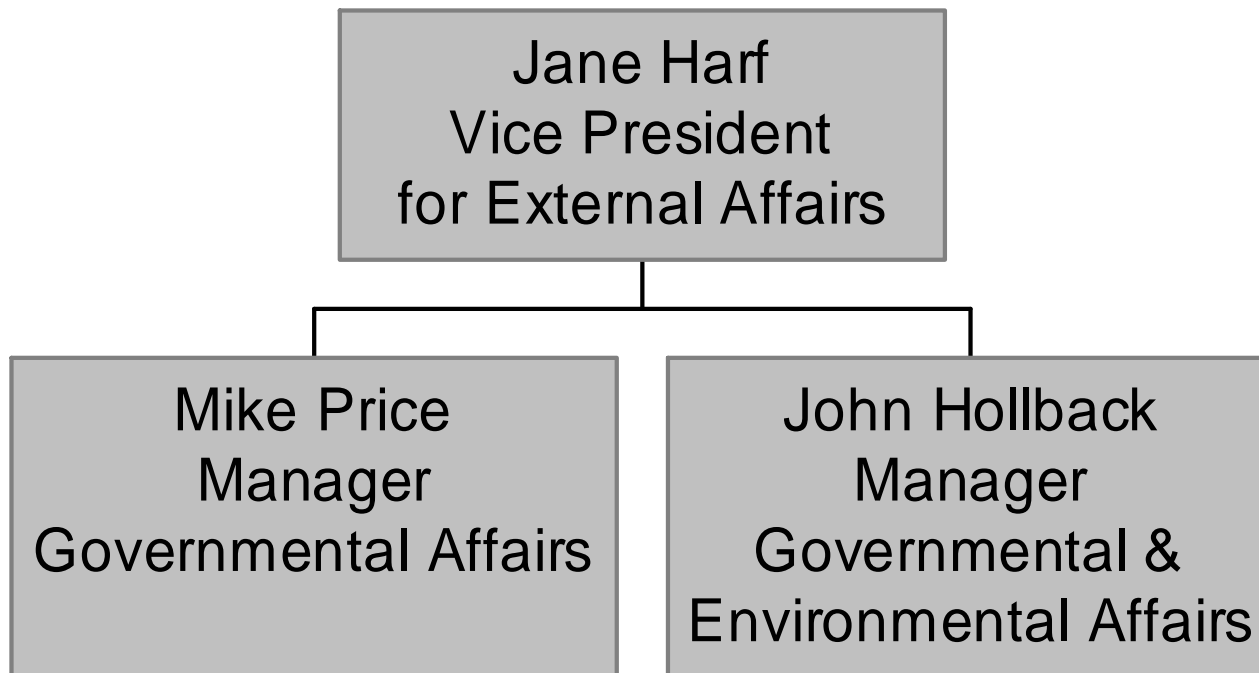 Jane Harf
Vice President
for External Affairs
Mike Price
Manager
Governmental Affairs
John Hollback
Manager
Governmental &
Environmental Affairs